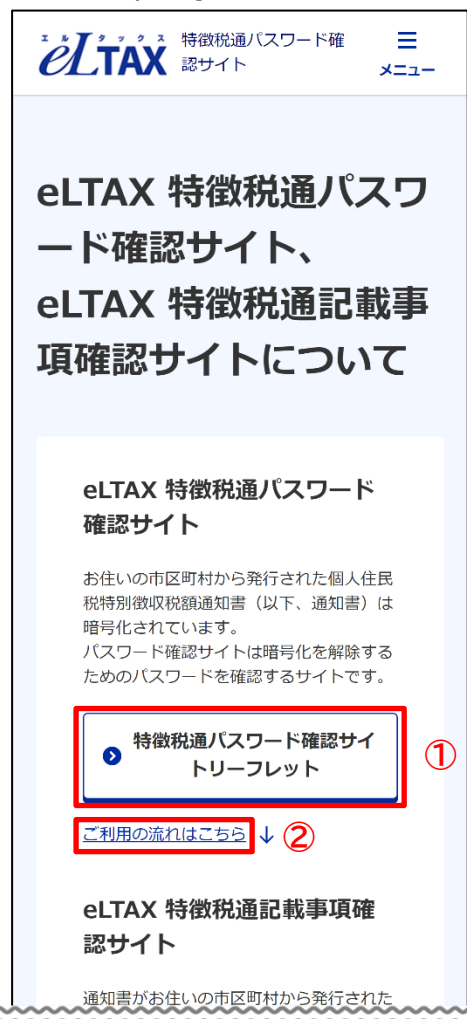 エルタックス
eLTAX
特徴税通パスワード確
認サイト
メニュー
eLTAX 特徴税通パスワ
ード確認サイト、
eLTAX 特徴税通記載事
項確認サイトについて
eLTAX 特徴税通パスワード
確認サイト
お住いの市区町村から発行された個人住民
税特別徴収税額通知書（以下、通知書）は
暗号化されています。
パスワード確認サイトは暗号化を解除する
ためのパスワードを確認するサイトです。
特徴税通パスワード確認サイ
トリーフレット
①
ご利用の流れはこちら ↓ ②
eLTAX 特徴税通記載事項確
認サイト
通知書がお住いの市区町村から発行された